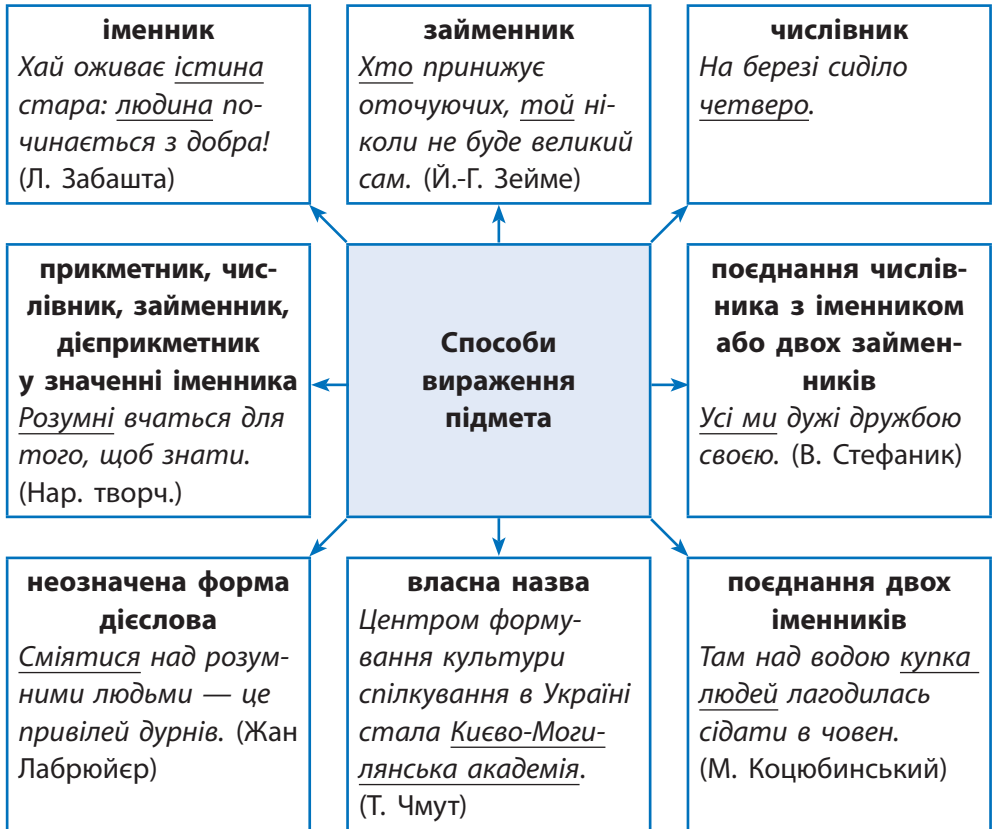 іменник
Хай оживає істина
стара: людина по-
чинається з добра!
(Л. Забашта)
займенник
Хто принижує
оточуючих, той ні-
коли не буде великий
сам. (Й.-Г. Зейме)
числівник
На березі сиділо
четверо.
прикметник, чис-
лівник, займенник,
дієприкметник
у значенні іменника
Розумні вчаться для
того, щоб знати.
(Нар. творч.)
Способи
вираження
підмета
поєднання числів-
ника з іменником
або двох займен-
ників
Усі ми дужі дружбою
своєю. (В. Стефаник)
неозначена форма
дієслова
Сміятися над розум-
ними людьми — це
привілей дурнів. (Жан
Лабрюйєр)
власна назва
Центром форму-
вання культури
спілкування в Україні
стала Києво-Моги-
лянська академія.
(Т. Чмут)
поєднання двох
іменників
Там над водою купка
людей лагодилась
сідати в човен.
(М. Коцюбинський)